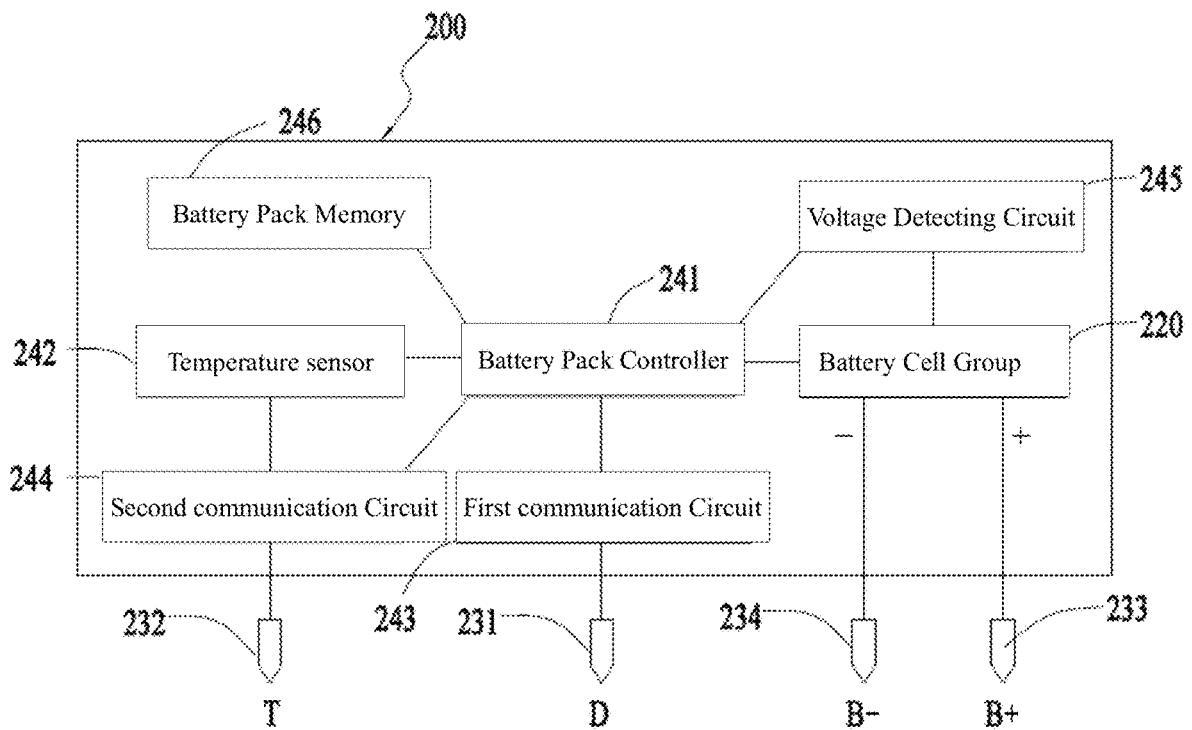 200
246
Battery Pack Memory
245
Voltage Detecting Circuit
241
220
242
Temperature sensor
Battery Pack Controller
Battery Cell Group
− +
244
Second communication Circuit
First communication Circuit
232
243
231
234
233
T
D
B-
B+